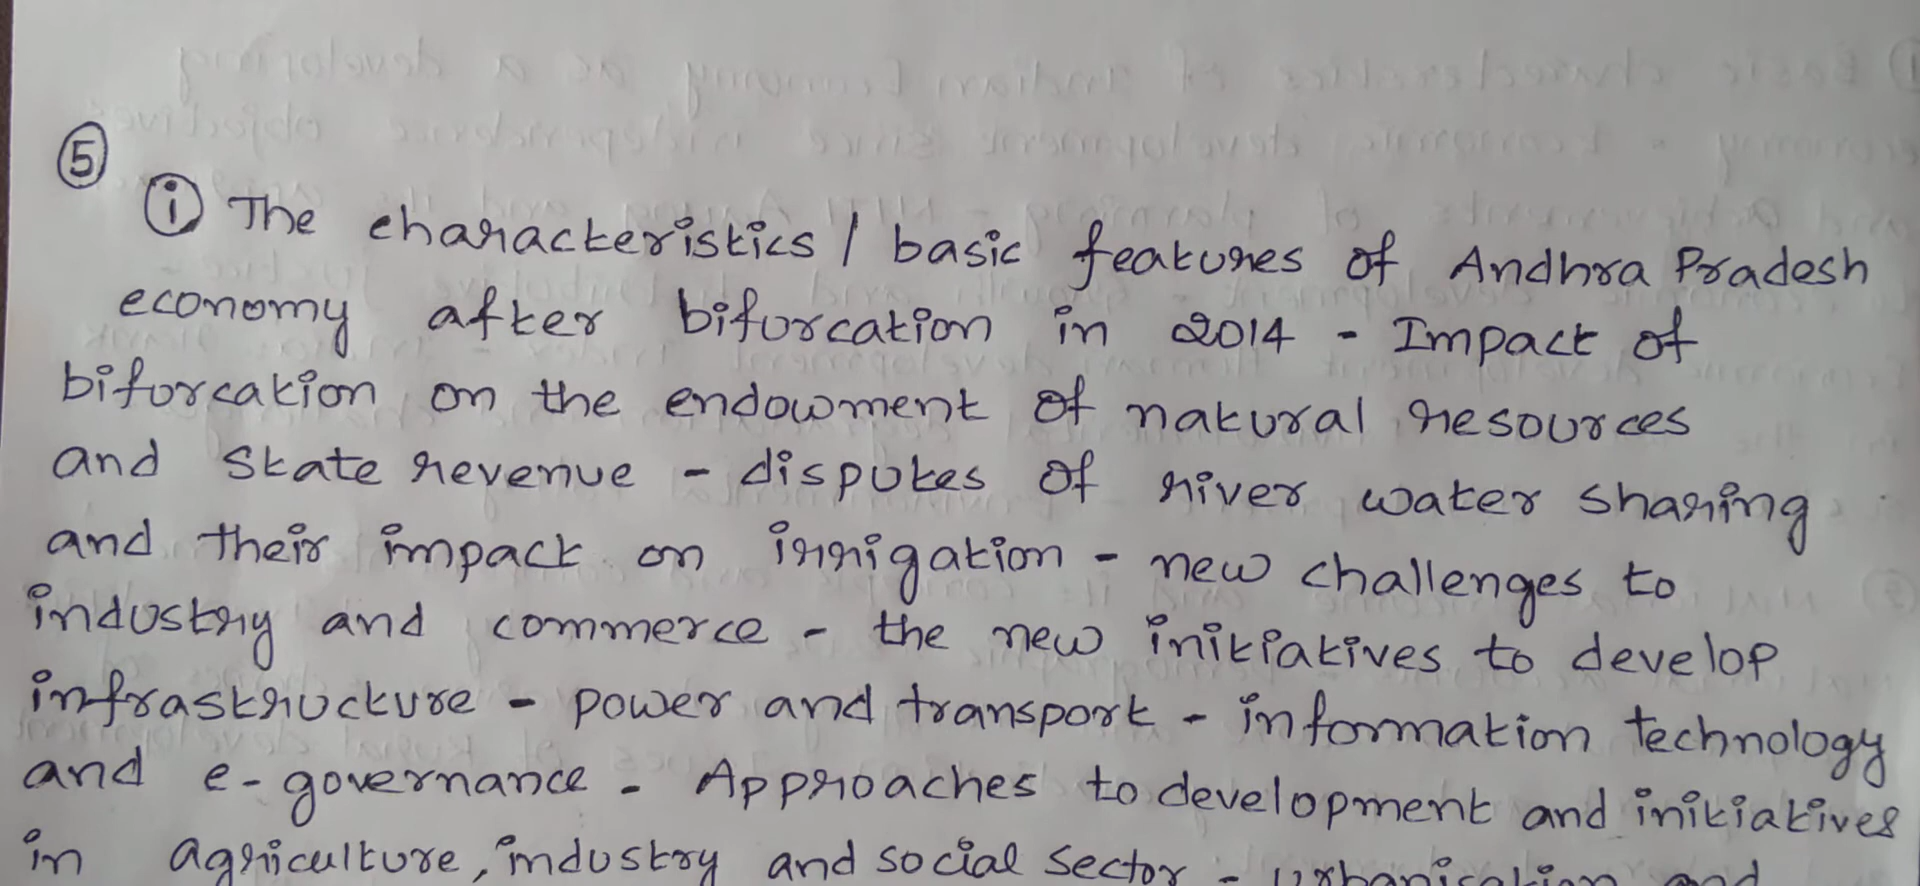 ⑤
ⓘ The characteristics / basic features of Andhra Pradesh
economy after bifurcation in 2014 - Impact of
bifurcation on the endowment of natural resources
and state revenue - disputes of river water sharing
and their impact on irrigation - new challenges to
industry and commerce - the new initiatives to develop
infrastructure - power and transport - information technology
and e-governance - Approaches to development and initiatives
in agriculture, industry and social sector - urbanisation and